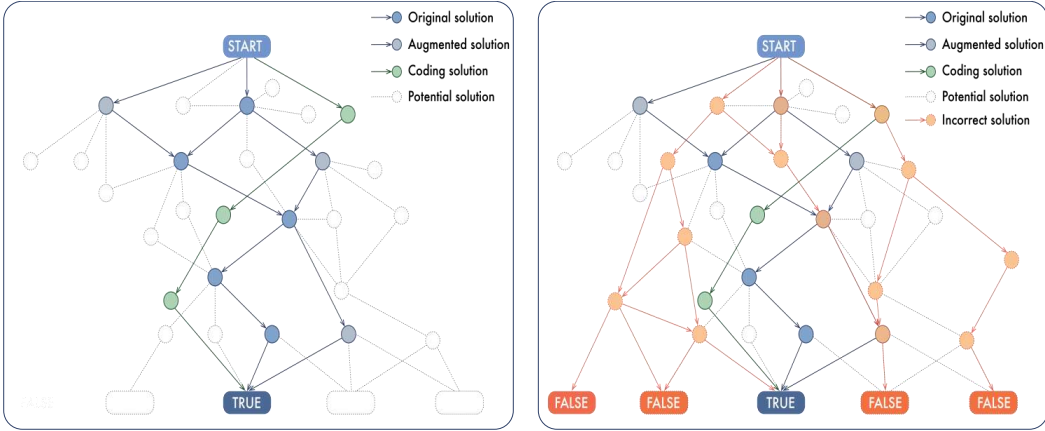 Original solution
START
Augmented solution
Coding solution
Potential solution
FALSE
TRUE
Original solution
START
Augmented solution
Coding solution
Potential solution
Incorrect solution
FALSE
FALSE
TRUE
FALSE
FALSE